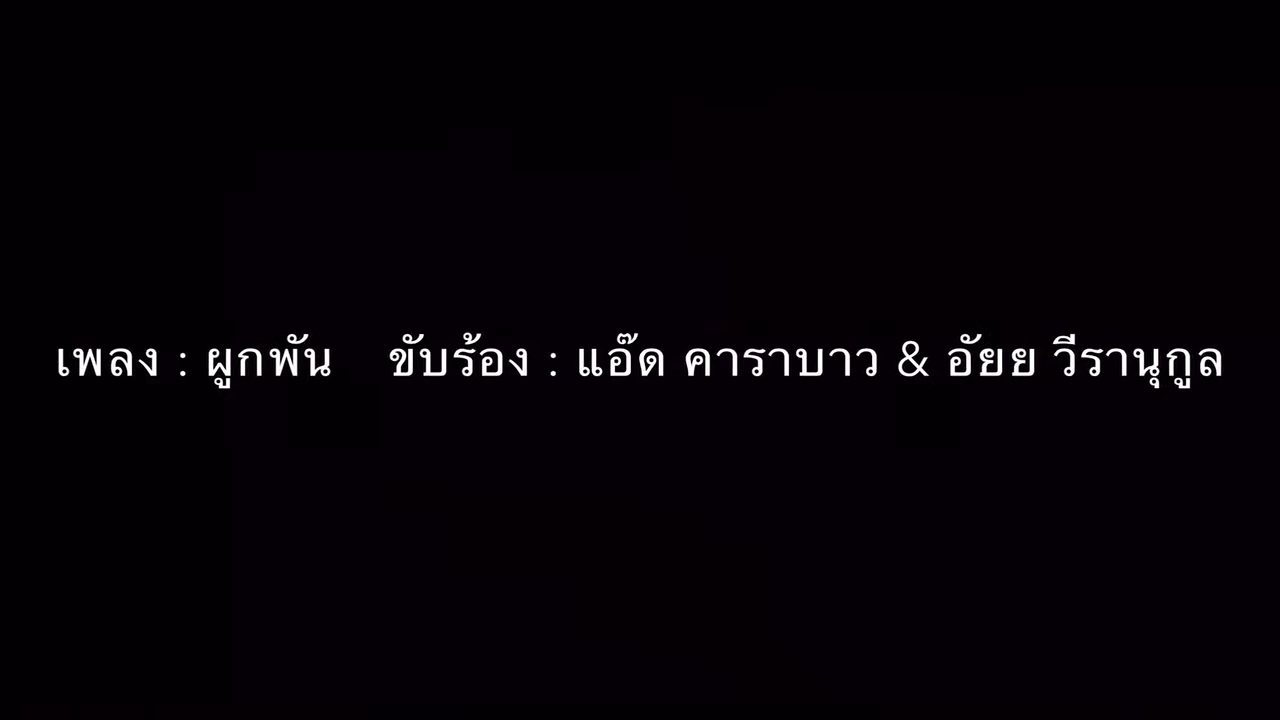 เพลง : ผูกพัน ขับร้อง : แอ๊ด คาราบาว & อัยย วีรานุกูล